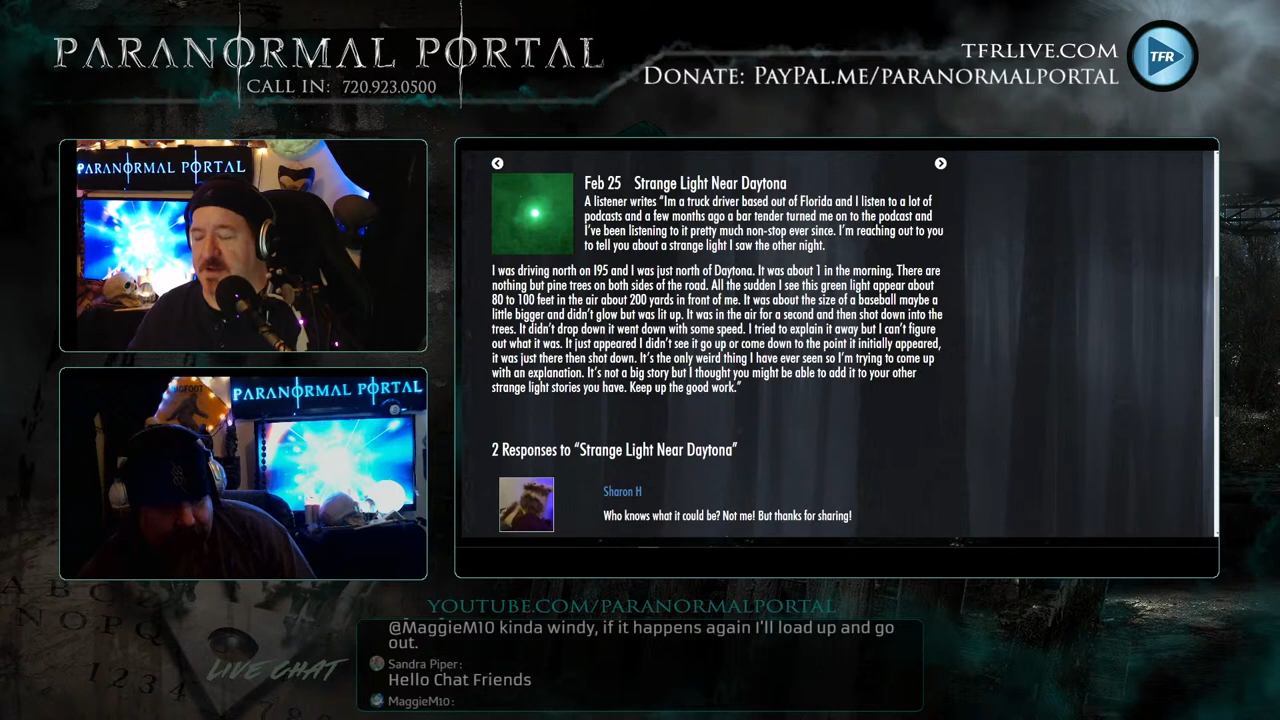 PARANORMAL PORTAL
CALL IN: 720.923.0500
TFRLIVE.COM
DONATE: PAYPAL.ME/PARANORMALPORTAL
TFR
PARANORMAL PORTAL
BIGFOOT
PARANORMAL PORTAL
Feb 25 Strange Light Near Daytona
A listener writes “Im a truck driver based out of Florida and I listen to a lot of
podcasts and a few months ago a bar tender turned me on to the podcast and
I’ve been listening to it pretty much non-stop ever since. I’m reaching out to you
to tell you about a strange light I saw the other night.
I was driving north on I95 and I was just north of Daytona. It was about 1 in the morning. There are
nothing but pine trees on both sides of the road. All the sudden I see this green light appear about
80 to 100 feet in the air about 200 yards in front of me. It was about the size of a baseball maybe a
little bigger and didn’t glow but was lit up. It was in the air for a second and then shot down into the
trees. It didn’t drop down it went down with some speed. I tried to explain it away but I can’t figure
out what it was. It just appeared I didn’t see it go up or come down to the point it initially appeared,
it was just there then shot down. It’s the only weird thing I have ever seen so I’m trying to come up
with an explanation. It’s not a big story but I thought you might be able to add it to your other
strange light stories you have. Keep up the good work.”
2 Responses to “Strange Light Near Daytona”
Sharon H
Who knows what it could be? Not me! But thanks for sharing!
YOUTUBE.COM/PARANORMALPORTAL
LIVE CHAT
@MaggieM10 kinda windy, if it happens again I'll load up and go
out.
Sandra Piper:
Hello Chat Friends
MaggieM10:
A B C
N O P Q
1 2 3 4